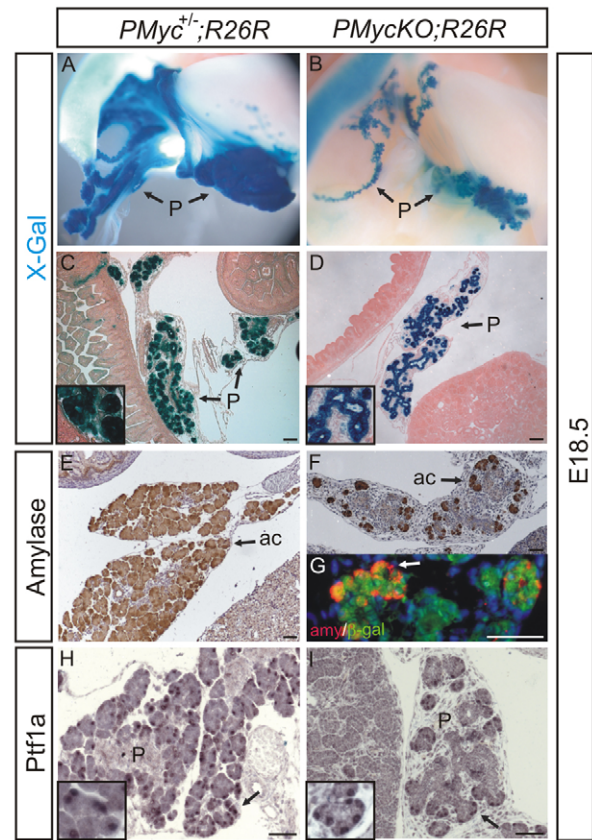 PMyc+/-;R26R PMycKO;R26R
X-Gal
A
B
P
P
C
D
P
P
E18.5
Amylase
E
F
ac
ac
G
amy/β-gal
Ptf1a
H
I
P
P